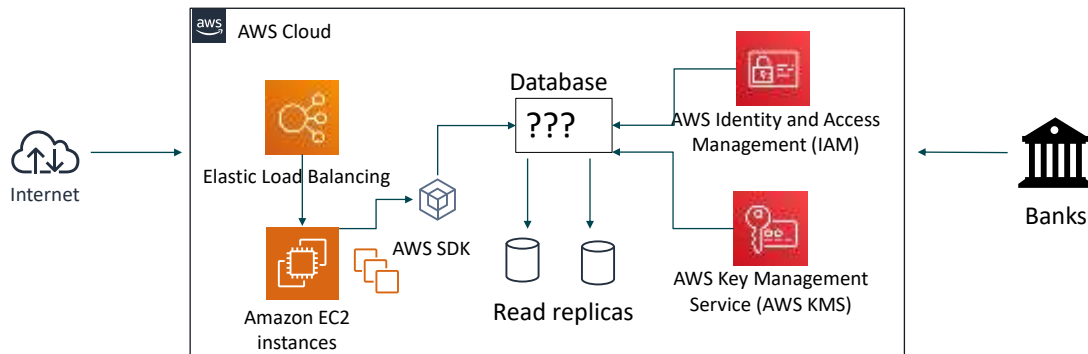 aws
AWS Cloud
Internet
Elastic Load Balancing
Amazon EC2
instances
AWS SDK
Database
???
Read replicas
AWS Identity and Access
Management (IAM)
AWS Key Management
Service (AWS KMS)
Banks